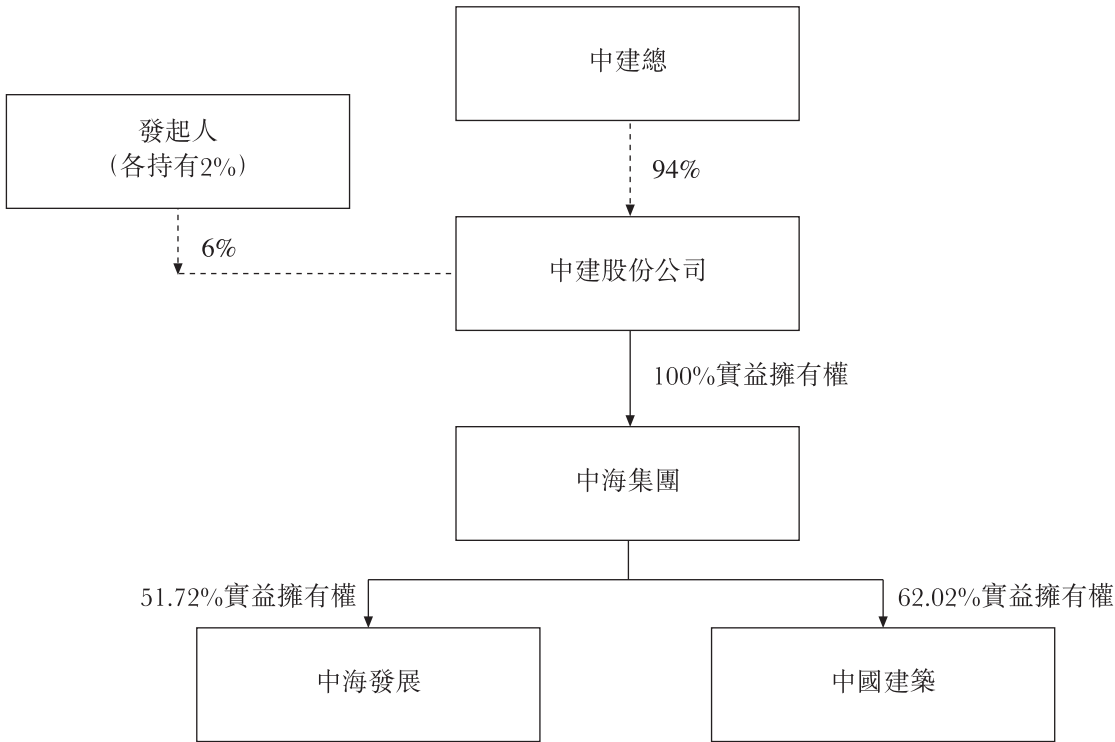 中建總
發起人
(各持有2%)
94%
6%
中建股份公司
100%實益擁有權
中海集團
51.72%實益擁有權
62.02%實益擁有權
中海發展
中國建築